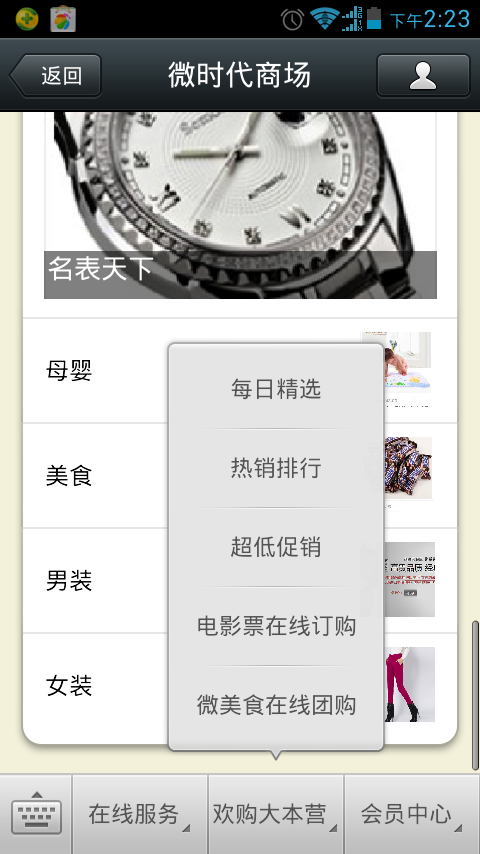 下午2:23
返回
微时代商场
AUTOMATIC
名表天下
母婴
每日精选
热销排行
美食
超低促销
男装
电影票在线订购
女装
微美食在线团购
在线服务
欢购大本营
会员中心